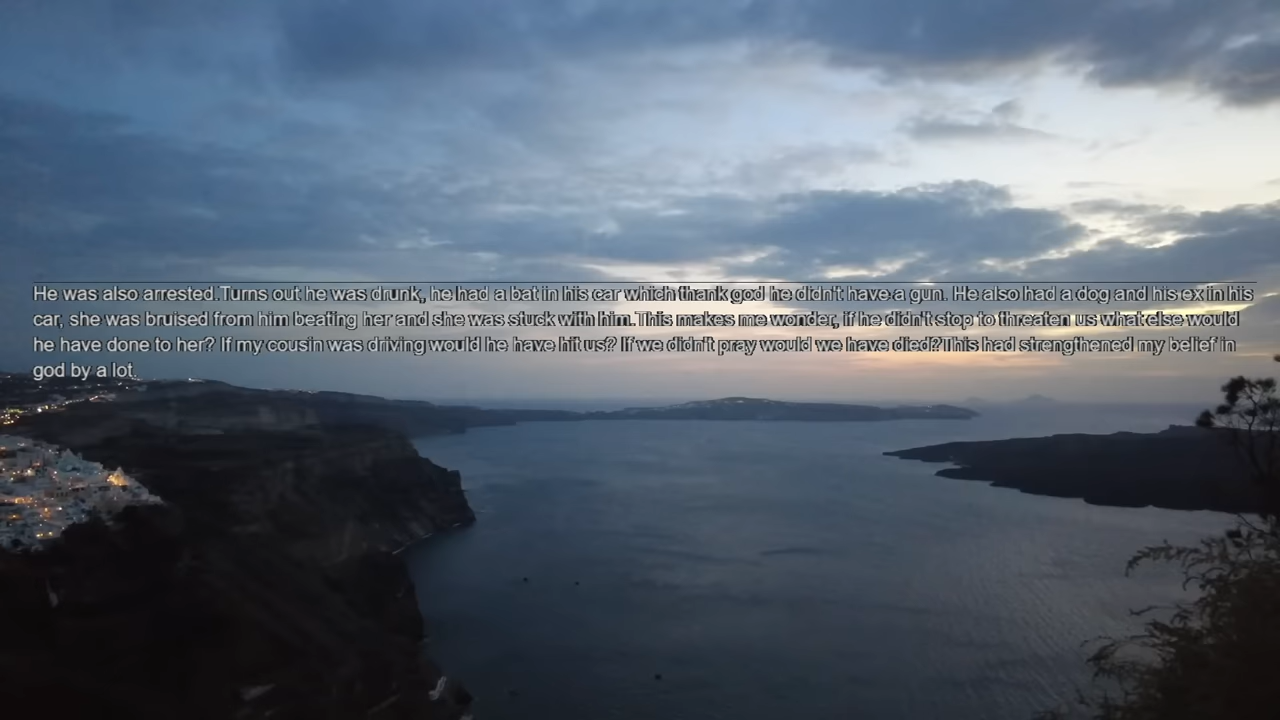 He was also arrested.Turns out he was drunk, he had a bat in his car which thank god he didn't have a gun. He also had a dog and his ex in his
car, she was bruised from him beating her and she was stuck with him.This makes me wonder, if he didn't stop to threaten us what else would
he have done to her? If my cousin was driving would he have hit us? If we didn't pray would we have died?This had strengthened my belief in
god by a lot.